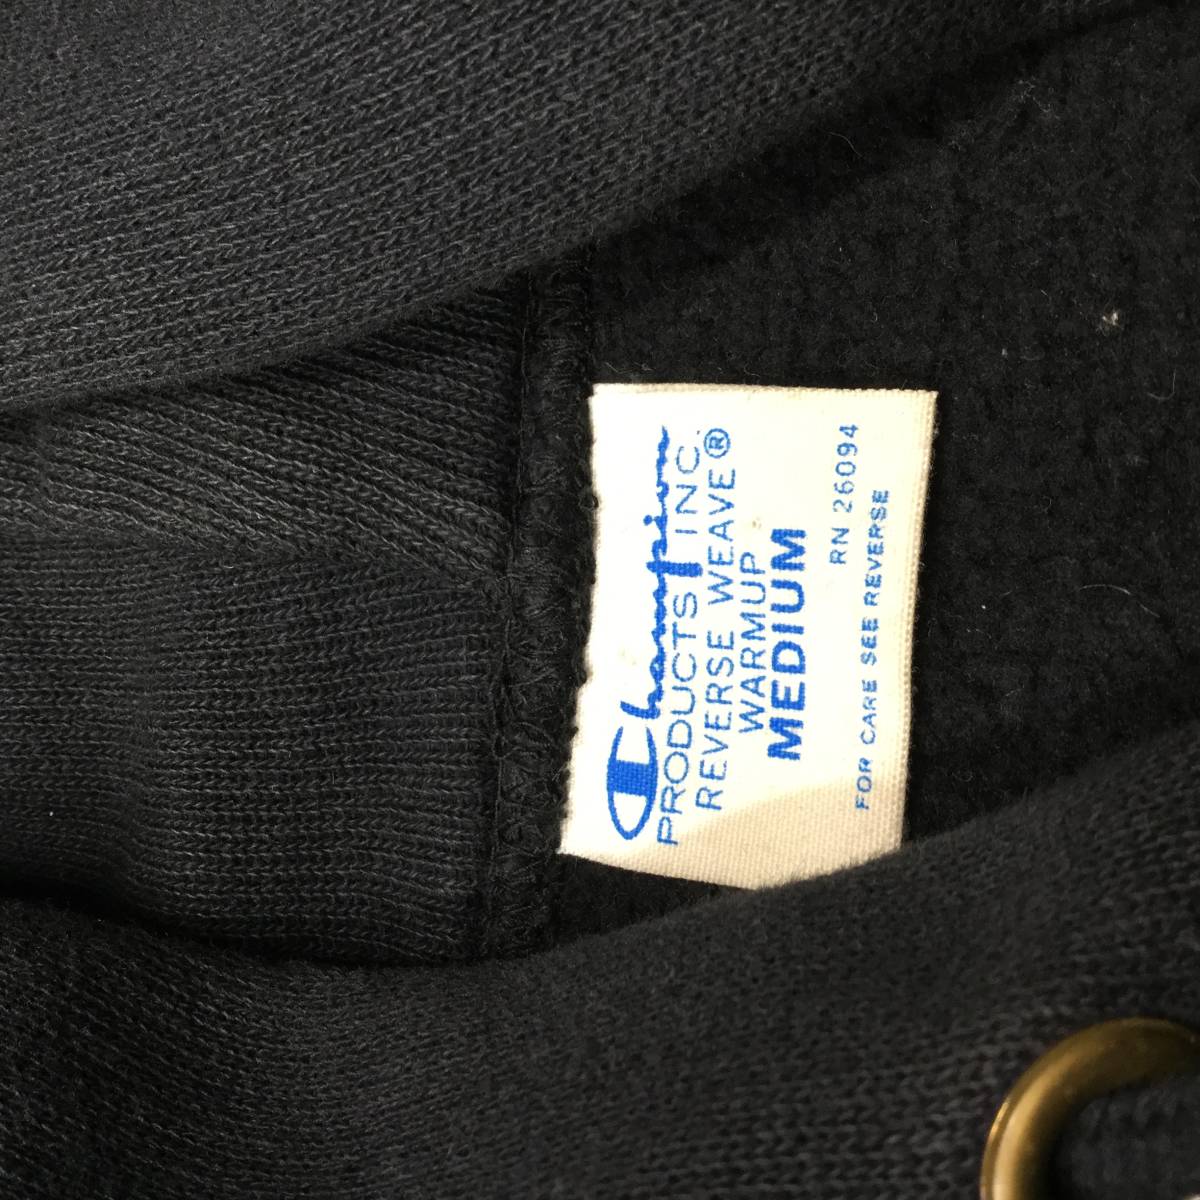 Champion
PRODUCTS INC.
REVERSE WEAVE®
WARMUP
MEDIUM
RN 26094
FOR CARE SEE REVERSE